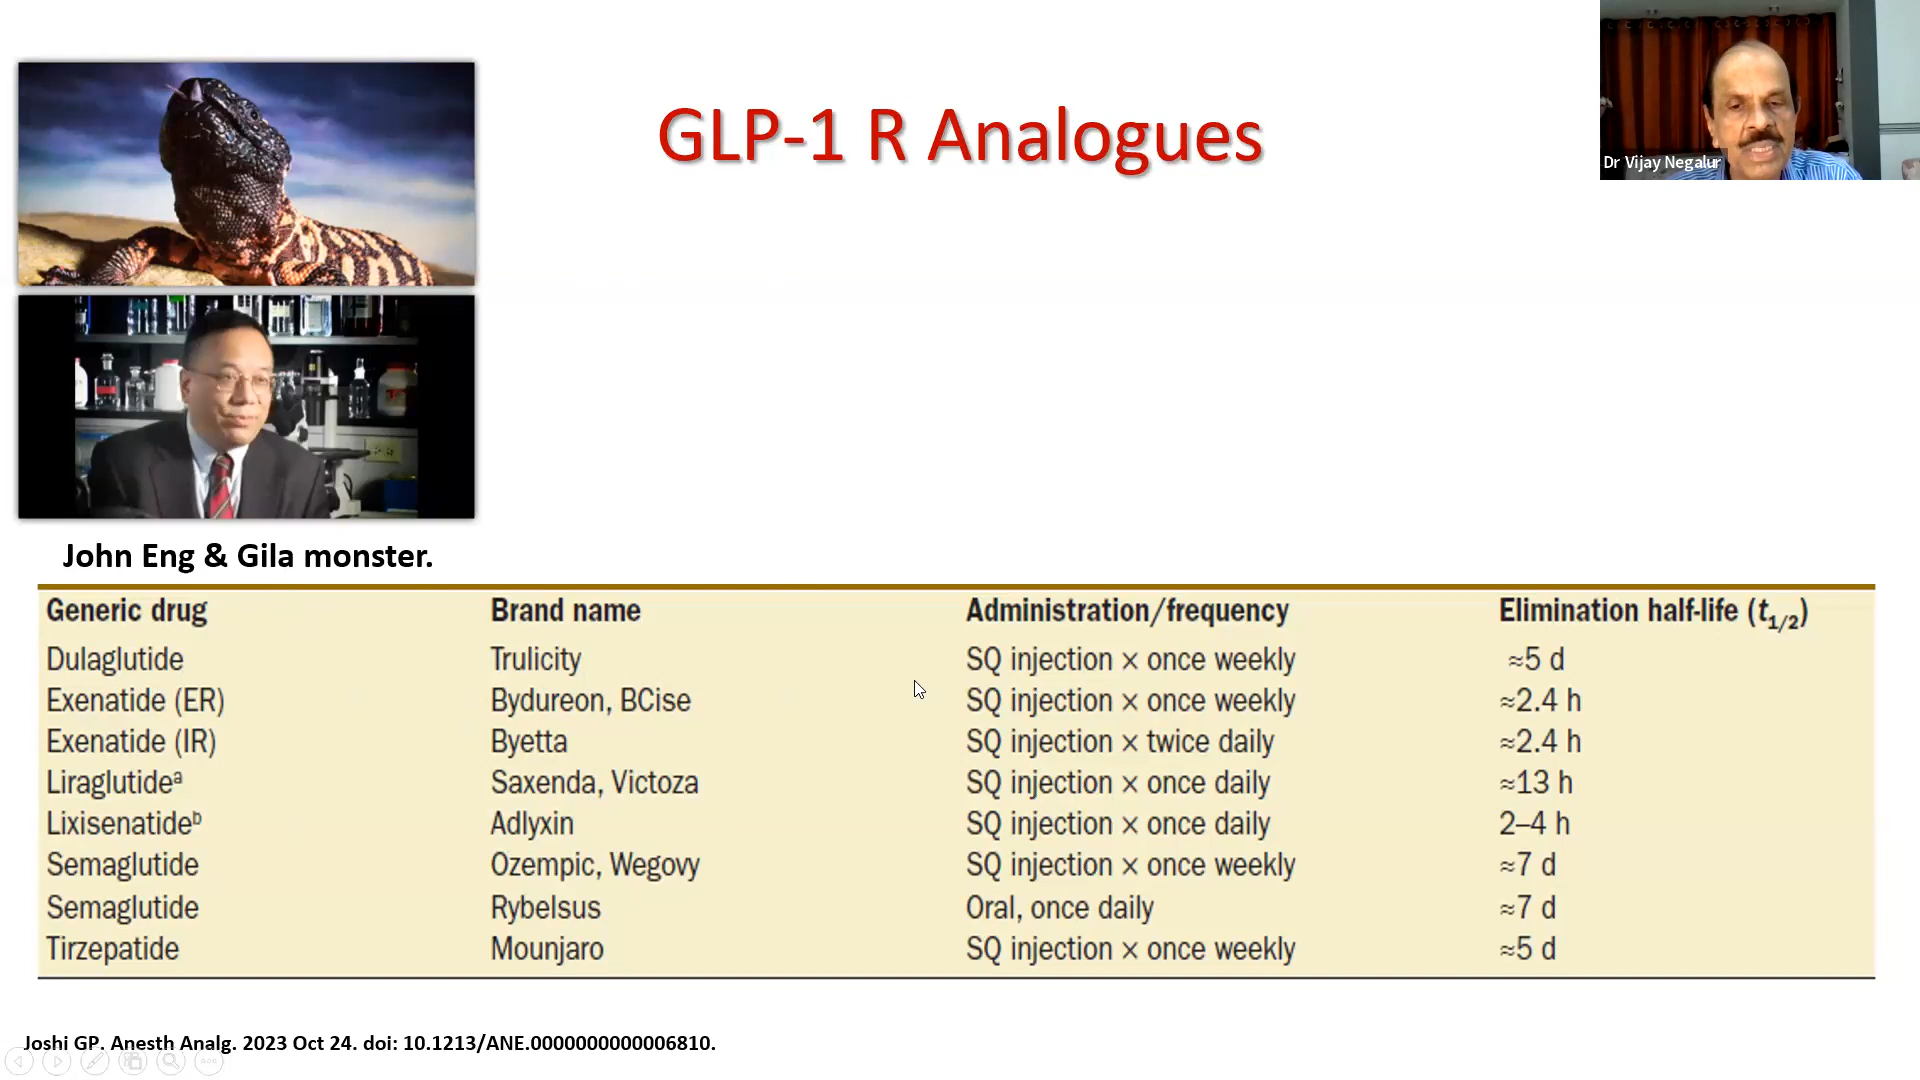 GLP-1 R Analogues
Dr Vijay Negalur
John Eng & Gila monster.
Generic drug Brand name Administration/frequency Elimination half-life (t1/2)
Dulaglutide Trulicity SQ injection × once weekly ≈5 d
Exenatide (ER) Bydureon, BCise SQ injection × once weekly ≈2.4 h
Exenatide (IR) Byetta SQ injection × twice daily ≈2.4 h
Liraglutideᵃ Saxenda, Victoza SQ injection × once daily ≈13 h
Lixisenatideᵇ Adlyxin SQ injection × once daily 2–4 h
Semaglutide Ozempic, Wegovy SQ injection × once weekly ≈7 d
Semaglutide Rybelsus Oral, once daily ≈7 d
Tirzepatide Mounjaro SQ injection × once weekly ≈5 d
Joshi GP. Anesth Analg. 2023 Oct 24. doi: 10.1213/ANE.0000000000006810.